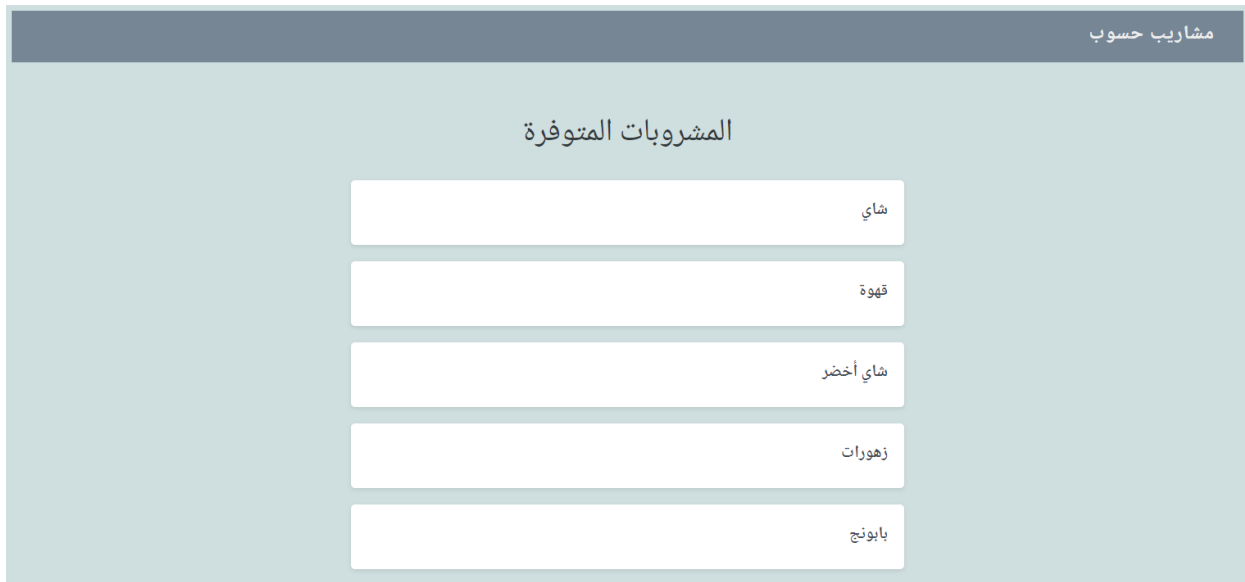 مشاريب حسوب
المشروبات المتوفرة
شاي
قهوة
شاي أخضر
زهورات
بابونج